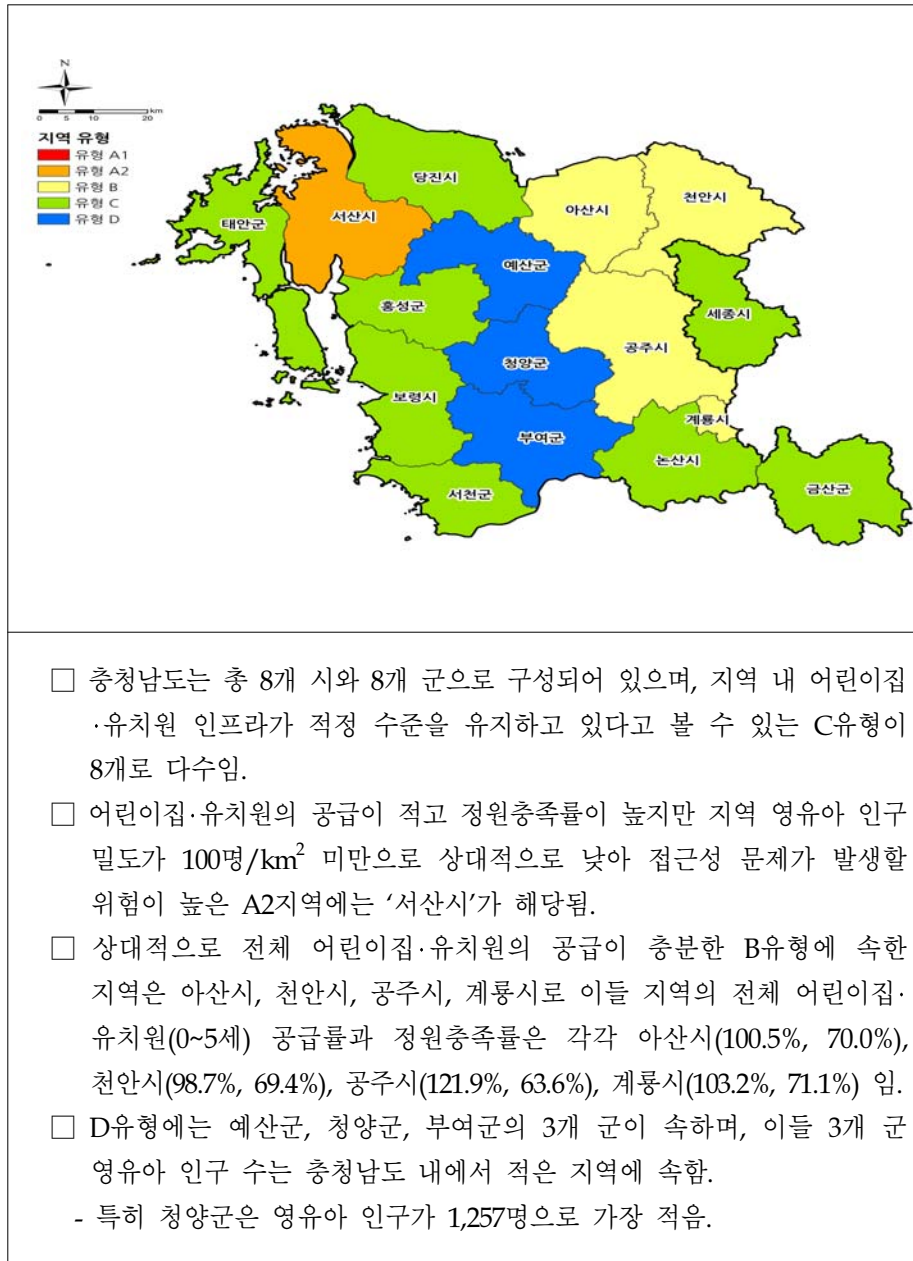 N
0 5 10 20 km
지역 유형
유형 A1
유형 A2
유형 B
유형 C
유형 D
당진시
아산시
천안시
서산시
태안군
예산군
홍성군
세종시
청양군
공주시
보령시
계룡시
부여군
논산시
서천군
금산군
□ 충청남도는 총 8개 시와 8개 군으로 구성되어 있으며, 지역 내 어린이집
·유치원 인프라가 적정 수준을 유지하고 있다고 볼 수 있는 C유형이
8개로 다수임.
□ 어린이집·유치원의 공급이 적고 정원충족률이 높지만 지역 영유아 인구
밀도가 100명/km² 미만으로 상대적으로 낮아 접근성 문제가 발생할
위험이 높은 A2지역에는 ‘서산시’가 해당됨.
□ 상대적으로 전체 어린이집·유치원의 공급이 충분한 B유형에 속한
지역은 아산시, 천안시, 공주시, 계룡시로 이들 지역의 전체 어린이집·
유치원(0~5세) 공급률과 정원충족률은 각각 아산시(100.5%, 70.0%),
천안시(98.7%, 69.4%), 공주시(121.9%, 63.6%), 계룡시(103.2%, 71.1%) 임.
□ D유형에는 예산군, 청양군, 부여군의 3개 군이 속하며, 이들 3개 군
영유아 인구 수는 충청남도 내에서 적은 지역에 속함.
- 특히 청양군은 영유아 인구가 1,257명으로 가장 적음.